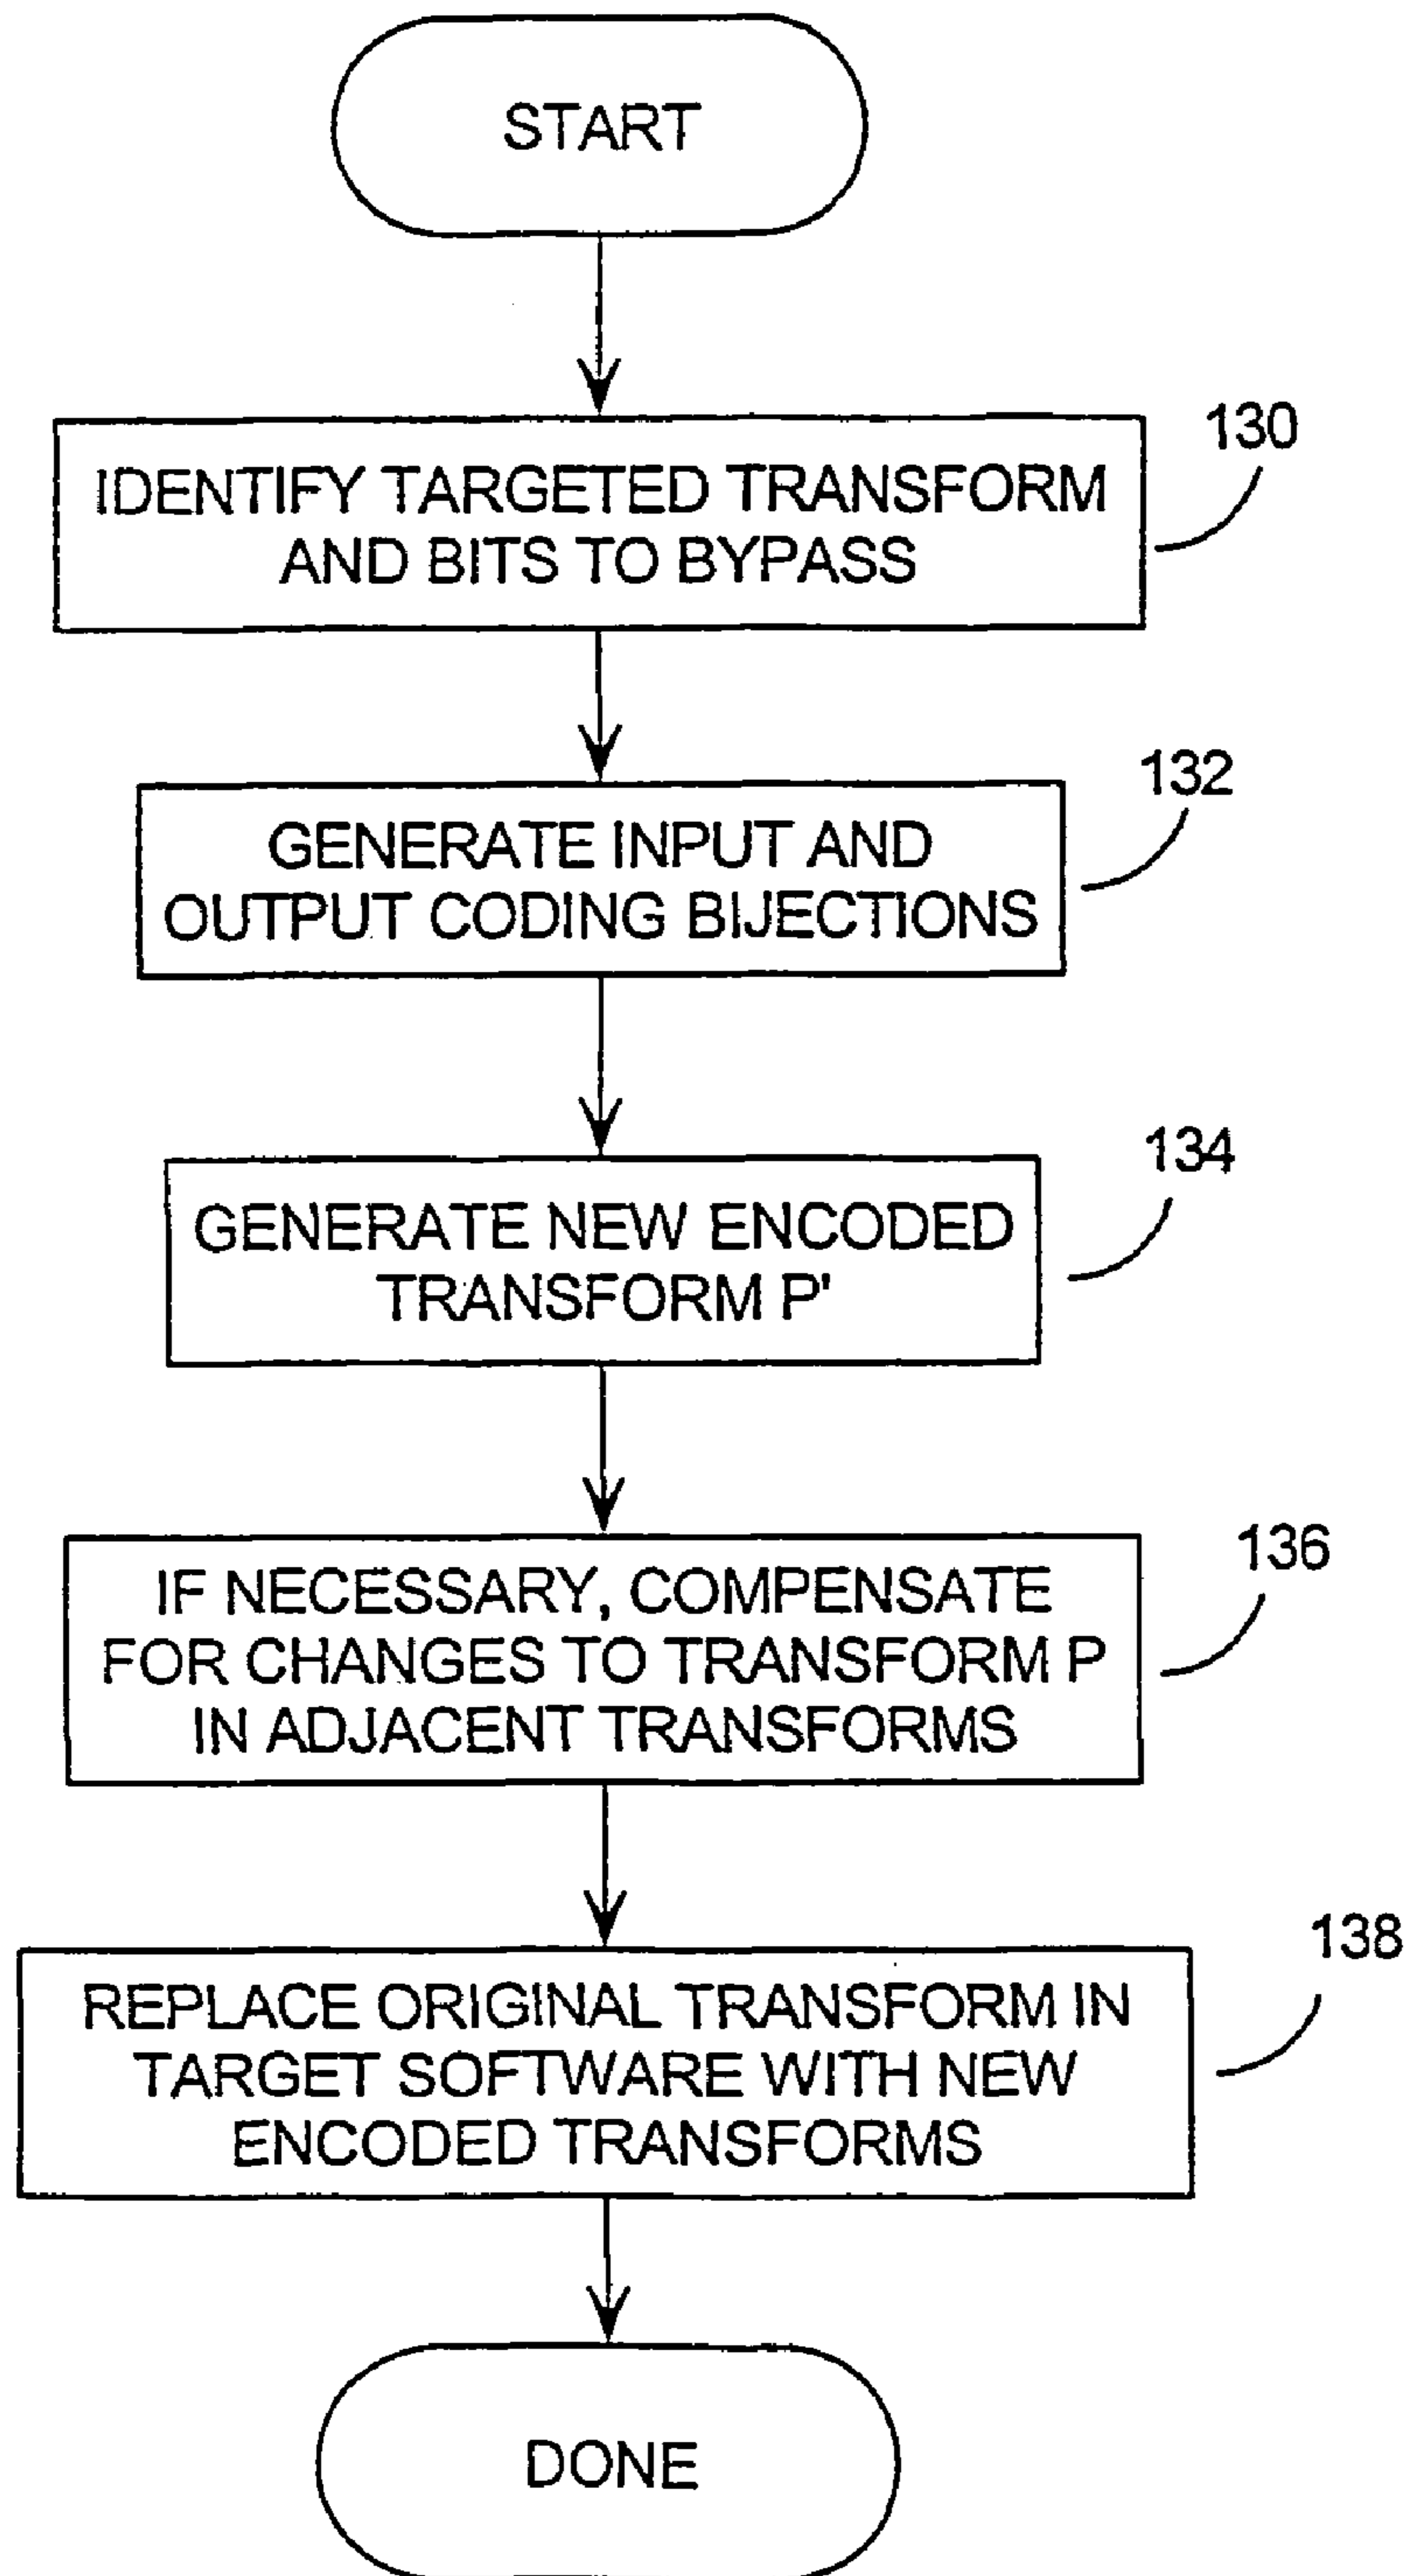 START
130
IDENTIFY TARGETED TRANSFORM
AND BITS TO BYPASS
132
GENERATE INPUT AND
OUTPUT CODING BIJECTIONS
134
GENERATE NEW ENCODED
TRANSFORM P'
136
IF NECESSARY, COMPENSATE
FOR CHANGES TO TRANSFORM P
IN ADJACENT TRANSFORMS
138
REPLACE ORIGINAL TRANSFORM IN
TARGET SOFTWARE WITH NEW
ENCODED TRANSFORMS
DONE